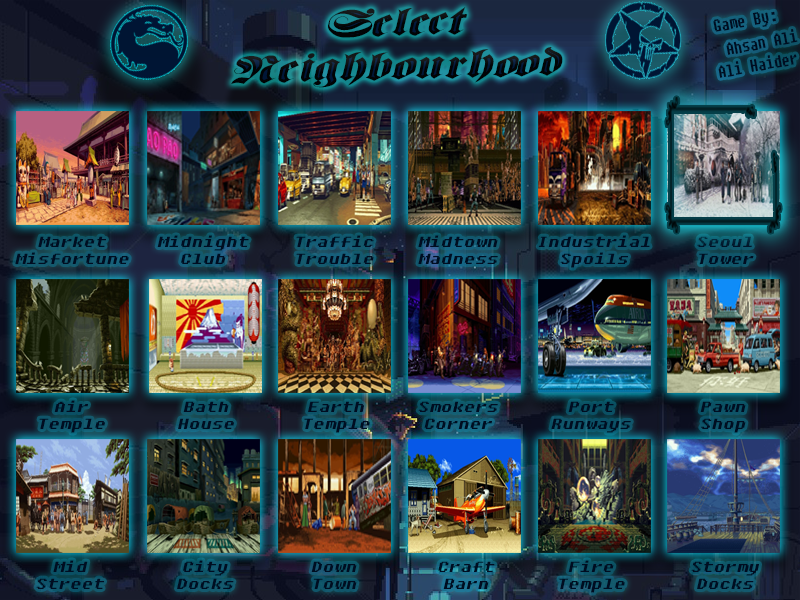 Select
Neighbourhood
Game By:
Ahsan Ali
Ali Haider
Market
Misfortune
Midnight
Club
Traffic
Trouble
Midtown
Madness
Industrial
Spoils
Seoul
Tower
Air
Temple
Bath
House
Earth
Temple
Smokers
Corner
Port
Runways
Pawn
Shop
Mid
Street
City
Docks
Down
Town
Craft
Barn
Fire
Temple
Stormy
Docks